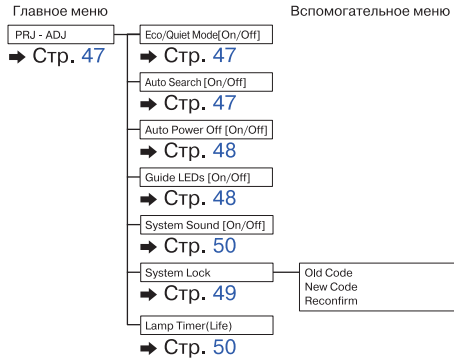 Главное меню
Вспомогательное меню
PRJ - ADJ
➡ Стр. 47
Eco/Quiet Mode[On/Off]
➡ Стр. 47
Auto Search [On/Off]
➡ Стр. 47
Auto Power Off [On/Off]
➡ Стр. 48
Guide LEDs [On/Off]
➡ Стр. 48
System Sound [On/Off]
➡ Стр. 50
System Lock
➡ Стр. 49
Old Code
New Code
Reconfirm
Lamp Timer(Life)
➡ Стр. 50